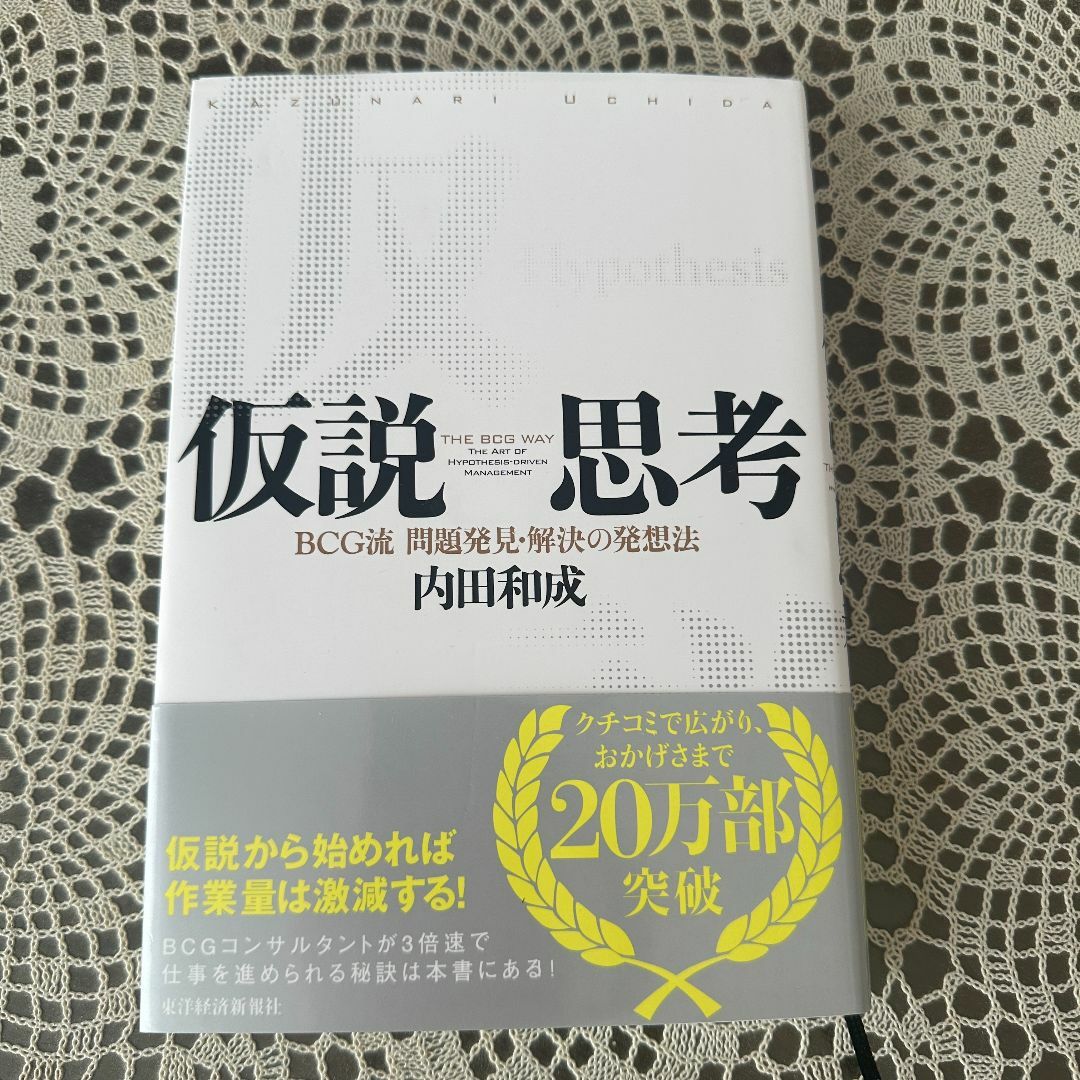 KAZUNARI UCHIDA
仮
Hypothesis
仮説 思考
THE BCG WAY
THE ART OF
HYPOTHESIS-DRIVEN
MANAGEMENT
BCG流 問題発見・解決の発想法
内田和成
クチコミで広がり、
おかげさまで
20万部
突破
仮説から始めれば
作業量は激減する!
BCGコンサルタントが3倍速で
仕事を進められる秘訣は本書にある!
東洋経済新報社